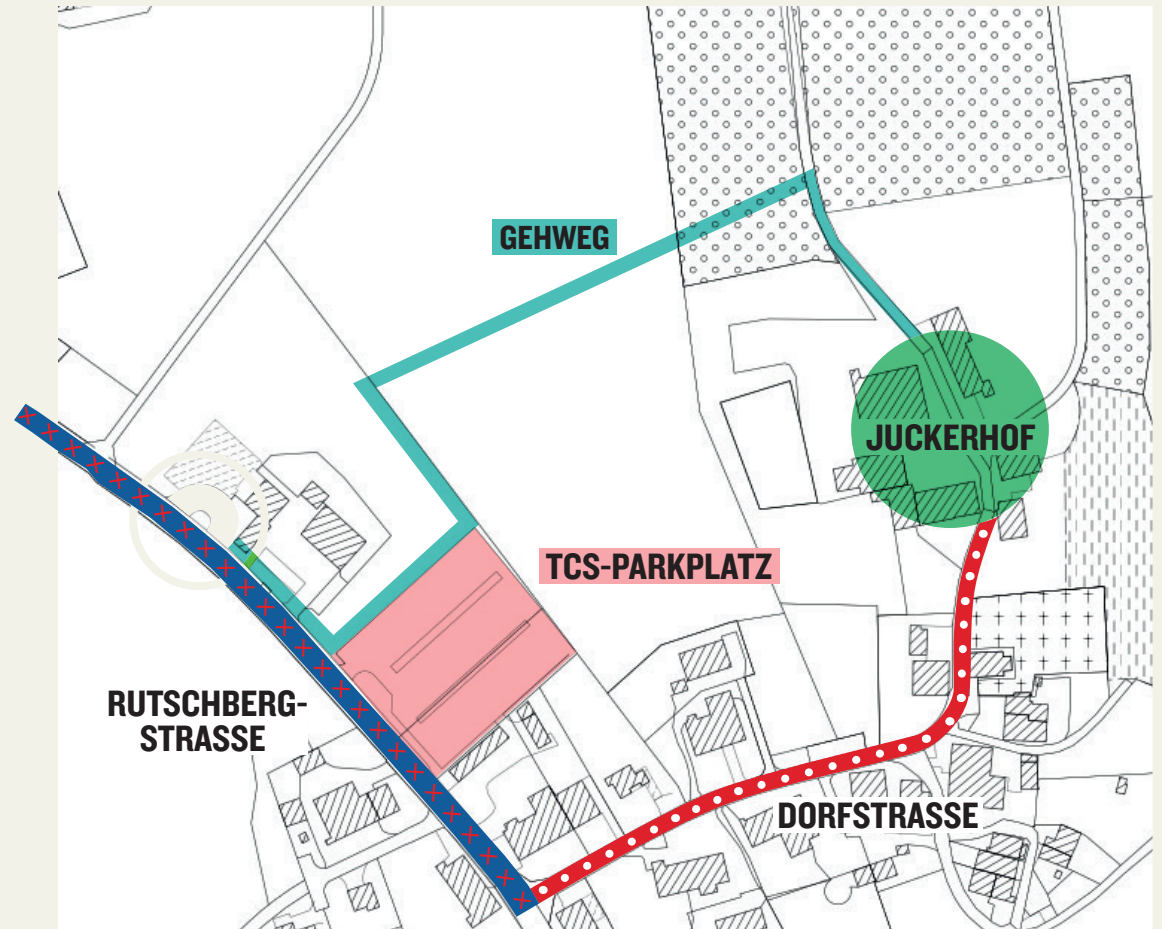 GEHWEG
JUCKERHOF
TCS-PARKPLATZ
RUTSCHBERG-
STRASSE
DORFSTRASSE